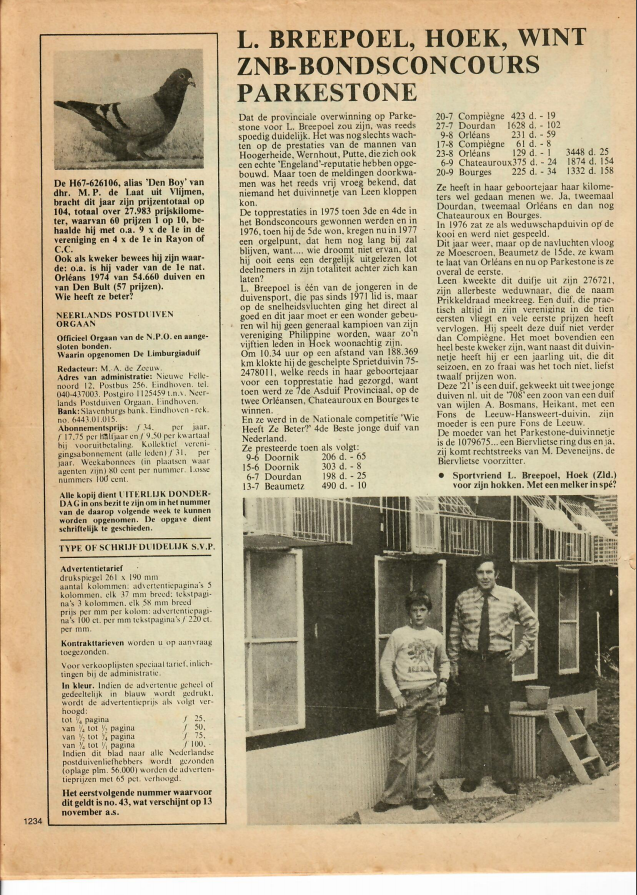 De H67-626106, alias 'Den Boy' van
dhr. M.P. de Laat uit Vlijmen,
bracht dit jaar zijn prijzentotaal op
104, totaal over 27.983 prijskilome-
ter, waarvan 60 prijzen 1 op 10, be-
haalde hij met o.a. 9 x de 1e in de
vereniging en 4 x de 1e in Rayon of
C.C.
Ook als kweker bewees hij zijn waar-
de: o.a. is hij vader van de 1e nat.
Orléans 1974 van 54.660 duiven en
van Den Bult (57 prijzen).
Wie heeft ze beter?
NEERLANDS POSTDUIVEN
ORGAAN
Officieel Orgaan van de N.P.O. en aange-
sloten bonden.
Waarin opgenomen De Limburgiaduif
Redacteur: M. A. de Zeeuw.
Adres van administratie: Nieuwe Felle-
noord 12, Postbus 256, Eindhoven, tel.
040-437003. Postgiro 1125459 t.n.v. Neer-
lands Postduiven Orgaan, Eindhoven.
Bank: Slavenburgs bank, Eindhoven - rek.
no. 64.43.01.015.
Abonnementsprijs: ƒ 34, per jaar,
ƒ 17,75 per halfjaar en ƒ 9,50 per kwartaal
bij vooruitbetaling. Kollektief vereni-
gingsabonnement (alle leden) ƒ 31, per
jaar. Weekabonnees (in plaatsen waar
agenten zijn) 80 cent per nummer. Losse
nummers 100 cent.
Alle kopij dient UITERLIJK DONDER-
DAG in ons bezit te zijn om in het nummer
van de daarop volgende week te kunnen
worden opgenomen. De opgave dient
schriftelijk te geschieden.
TYPE OF SCHRIJF DUIDELIJK S.V.P.
Advertentietarief
drukspiegel 261 x 190 mm
aantal kolommen: advertentiepagina's 5
kolommen, elk 37 mm breed; tekstpagi-
na's 3 kolommen, elk 58 mm breed
prijs per mm per kolom: advertentiepagi-
na's 100 ct. per mm tekstpagina's ƒ 220 ct.
per mm.
Kontrakttarieven worden u op aanvraag
toegezonden.
Voor verkooplijsten speciaal tarief, inlich-
tingen bij de administratie.
In kleur. Indien de advertentie geheel of
gedeeltelijk in blauw wordt gedrukt,
wordt de advertentieprijs als volgt ver-
hoogd:
tot ¼ pagina ƒ 25,
van ¼ tot ½ pagina ƒ 50,
van ½ tot ¾ pagina ƒ 75,
van ¾ tot 1/1 pagina ƒ 100,
Indien dit blad naar alle Nederlandse
postduivenliefhebbers wordt gezonden
(oplage plm. 56.000) worden de adverten-
tieprijzen met 65 pct. verhoogd.
Het eerstvolgende nummer waarvoor
dit geldt is no. 43, wat verschijnt op 13
november a.s.
1234
L. BREEPOEL, HOEK, WINT
ZNB-BONDSCONCOURS
PARKESTONE
Dat de provinciale overwinning op Parke-
stone voor L. Breepoel zou zijn, was reeds
spoedig duidelijk. Het was nog slechts wach-
ten op de prestaties van de mannen van
Hoogerheide, Wernhout, Putte, die zich ook
een echte 'Engeland'-reputatie hebben opge-
bouwd. Maar toen de meldingen doorkwa-
men was het reeds vrij vroeg bekend, dat
niemand het duivinnetje van Leen kloppen
kon.
De topprestaties in 1975 toen 3de en 4de in
het Bondsconcours gewonnen werden en in
1976, toen hij de 5de won, kregen nu in 1977
een orgelpunt, dat hem nog lang bij zal
blijven, want.... wie droomt niet ervan, dat
hij ooit eens een dergelijk uitgelezen lot
deelnemers in zijn totaliteit achter zich kan
laten?
L. Breepoel is één van de jongeren in de
duivensport, die pas sinds 1971 lid is, maar
op de snelheidsvluchten ging het direct al
goed en dit jaar moet er een wonder gebeu-
ren wil hij geen generaal kampioen van zijn
vereniging Philippine worden, waar zo'n
vijftien leden in Hoek woonachtig zijn.
Om 10.34 uur op een afstand van 188.369
km klokte hij de geschelpte Sprietduivin 75-
2478011, welke reeds in haar geboortejaar
voor een topprestatie had gezorgd, want
toen werd ze 7de Asduif Provinciaal, op de
twee Orléansen, Chateauroux en Bourges te
winnen.
En ze werd in de Nationale competitie 'Wie
Heeft Ze Beter?' 4de Beste jonge duif van
Nederland.
Ze presteerde toen als volgt:
9-6 Doornik 206 d. - 65
15-6 Doornik 303 d. - 8
6-7 Dourdan 198 d. - 25
13-7 Beaumetz 490 d. - 10
20-7 Compiègne 423 d. - 19
27-7 Dourdan 1628 d. - 102
9-8 Orléans 231 d. - 59
17-8 Compiègne 61 d. - 8
23-8 Orléans 129 d. - 1 3448 d. 25
6-9 Chateauroux 375 d. - 24 1874 d. 154
20-9 Bourges 225 d. - 34 1332 d. 158
Ze heeft in haar geboortejaar haar kilome-
ters wel gedaan menen we. Ja, tweemaal
Dourdan, tweemaal Orléans en dan nog
Chateauroux en Bourges.
In 1976 zat ze als weduwschapduivin op' de
kooi en werd niet gespeeld.
Dit jaar weer, maar op de navluchten vloog
ze Moescroen, Beaumetz de 15de, ze kwam
te laat van Orléans en nu op Parkestone is ze
overal de eerste.
Leen kweekte dit duifje uit zijn 276721,
zijn allerbeste weduwnaar, die de naam
Prikkeldraad meekreeg. Een duif, die prac-
tisch altijd in zijn vereniging in de tien
eersten vliegt en vele eerste prijzen heeft
vervlogen. Hij speelt deze duif niet verder
dan Compiègne. Het moet bovendien een
heel beste kweker zijn, want naast dit duivin-
netje heeft hij er een jaarling uit, die dit
seizoen, en zo fraai was het toch niet, liefst
twaalf prijzen won.
Deze '21' is een duif, gekweekt uit twee jonge
duiven nl. uit de '708' een zoon van een duif
van wijlen A. Bosmans, Heikant, met een
Fons de Leeuw-Hansweert-duivin. zijn
moeder is een pure Fons de Leeuw.
De moeder van het Parkestone-duivinnetje
is de 1079675... een Biervlietse ring dus en ja,
zij komt rechtstreeks van M. Deveneijns, de
Biervlietse voorzitter.
● Sportvriend L. Breepoel, Hoek (Zld.)
voor zijn hokken. Met een melker in spé?